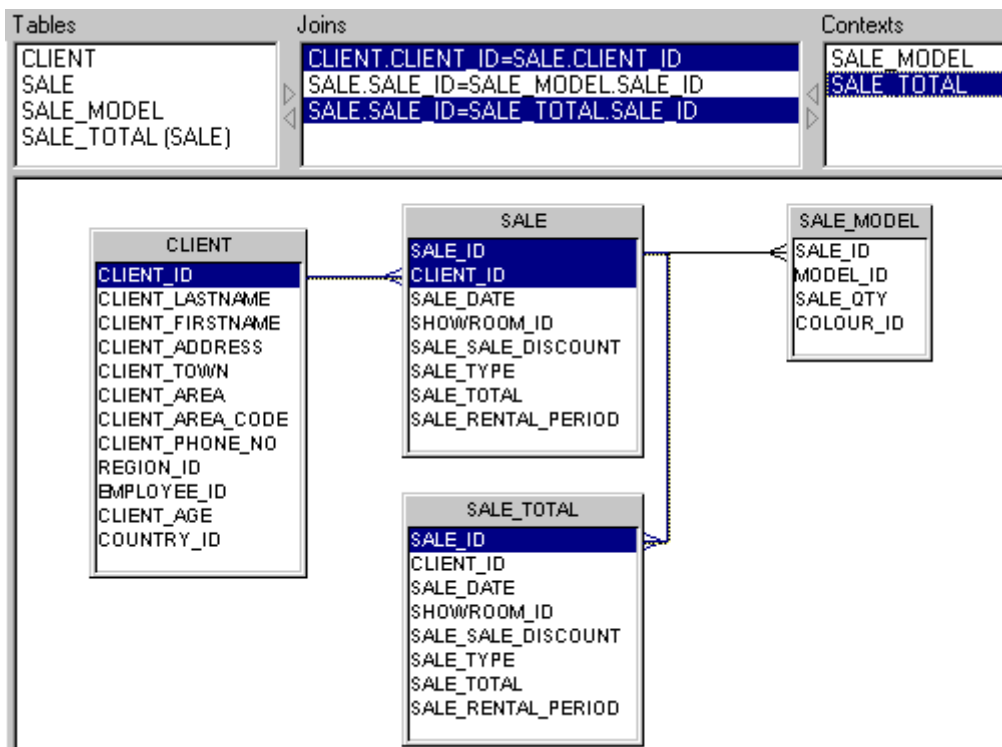 Tables
CLIENT
SALE
SALE_MODEL
SALE_TOTAL (SALE)
Joins
CLIENT.CLIENT_ID=SALE.CLIENT_ID
SALE.SALE_ID=SALE_MODEL.SALE_ID
SALE.SALE_ID=SALE_TOTAL.SALE_ID
Contexts
SALE_MODEL
SALE_TOTAL
CLIENT
CLIENT_ID
CLIENT_LASTNAME
CLIENT_FIRSTNAME
CLIENT_ADDRESS
CLIENT_TOWN
CLIENT_AREA
CLIENT_AREA_CODE
CLIENT_PHONE_NO
REGION_ID
EMPLOYEE_ID
CLIENT_AGE
COUNTRY_ID
SALE
SALE_ID
CLIENT_ID
SALE_DATE
SHOWROOM_ID
SALE_SALE_DISCOUNT
SALE_TYPE
SALE_TOTAL
SALE_RENTAL_PERIOD
SALE_MODEL
SALE_ID
MODEL_ID
SALE_QTY
COLOUR_ID
SALE_TOTAL
SALE_ID
CLIENT_ID
SALE_DATE
SHOWROOM_ID
SALE_SALE_DISCOUNT
SALE_TYPE
SALE_TOTAL
SALE_RENTAL_PERIOD